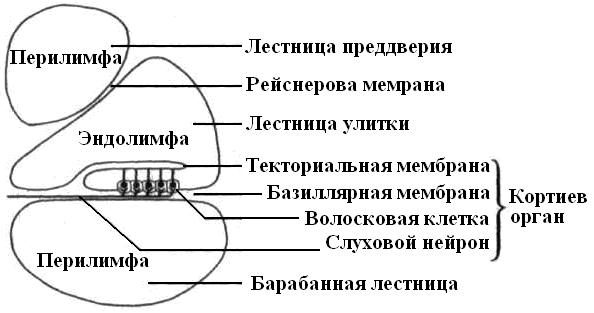 Перилимфа
Лестница преддверия
Рейснерова мемрана
Эндолимфа
Лестница улитки
Текториальная мембрана
Базиллярная мембрана
Волосковая клетка
Слуховой нейрон
Кортиев
орган
Перилимфа
Барабанная лестница